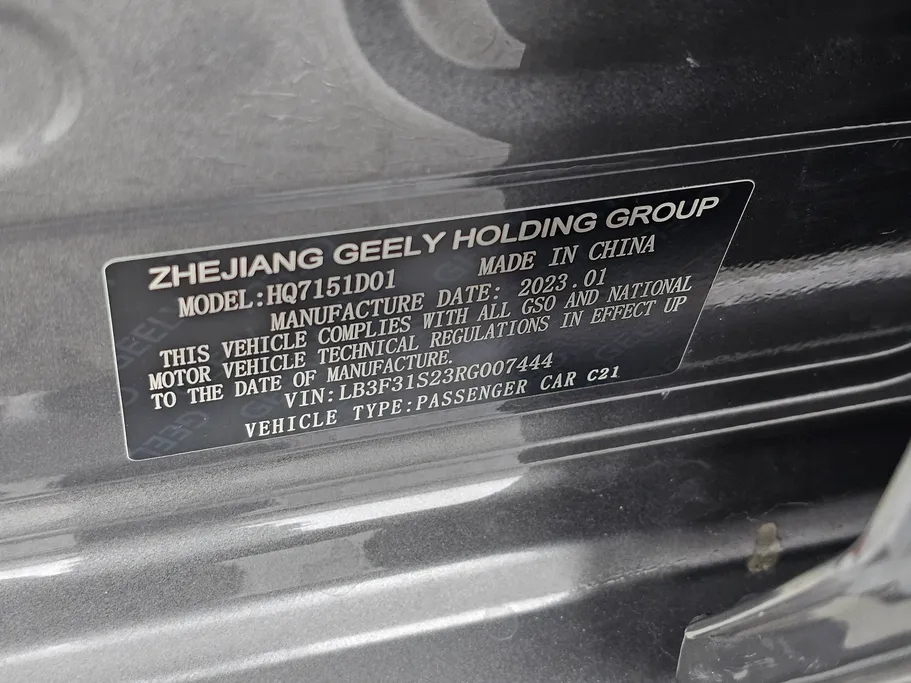 ZHEJIANG GEELY HOLDING GROUP
MODEL:HQ7151D01 MADE IN CHINA
MANUFACTURE DATE: 2023.01
THIS VEHICLE COMPLIES WITH ALL GSO AND NATIONAL
MOTOR VEHICLE TECHNICAL REGULATIONS IN EFFECT UP
TO THE DATE OF MANUFACTURE.
VIN:LB3F31S23RG007444
VEHICLE TYPE:PASSENGER CAR C21